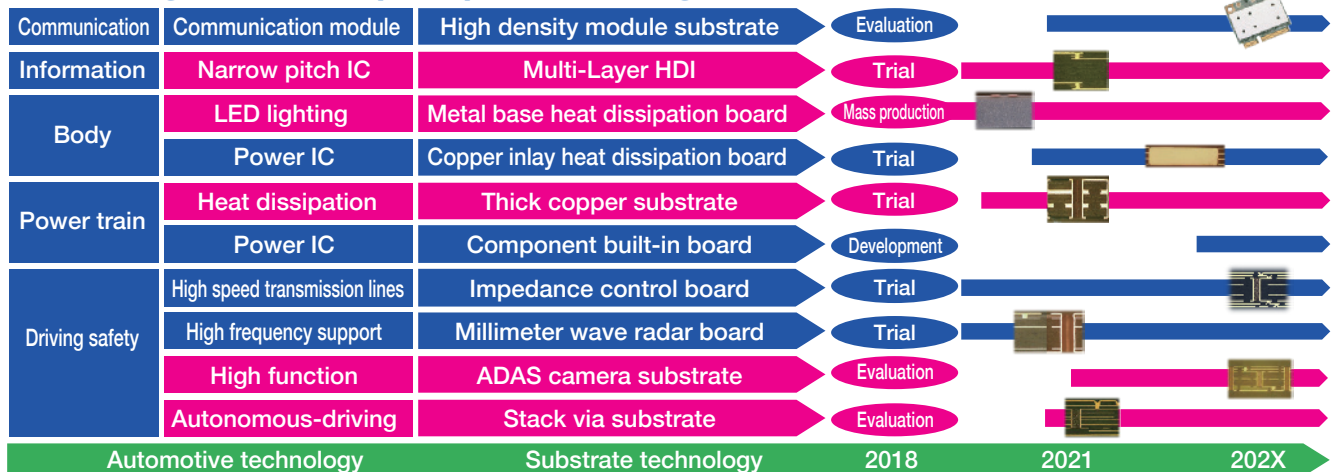 Communication Communication module High density module substrate Evaluation
Information Narrow pitch IC Multi-Layer HDI Trial
Body LED lighting Metal base heat dissipation board Mass production
Power IC Copper inlay heat dissipation board Trial
Power train Heat dissipation Thick copper substrate Trial
Power IC Component built-in board Development
Driving safety High speed transmission lines Impedance control board Trial
High frequency support Millimeter wave radar board Trial
High function ADAS camera substrate Evaluation
Autonomous-driving Stack via substrate Evaluation
Automotive technology Substrate technology 2018 2021 202X